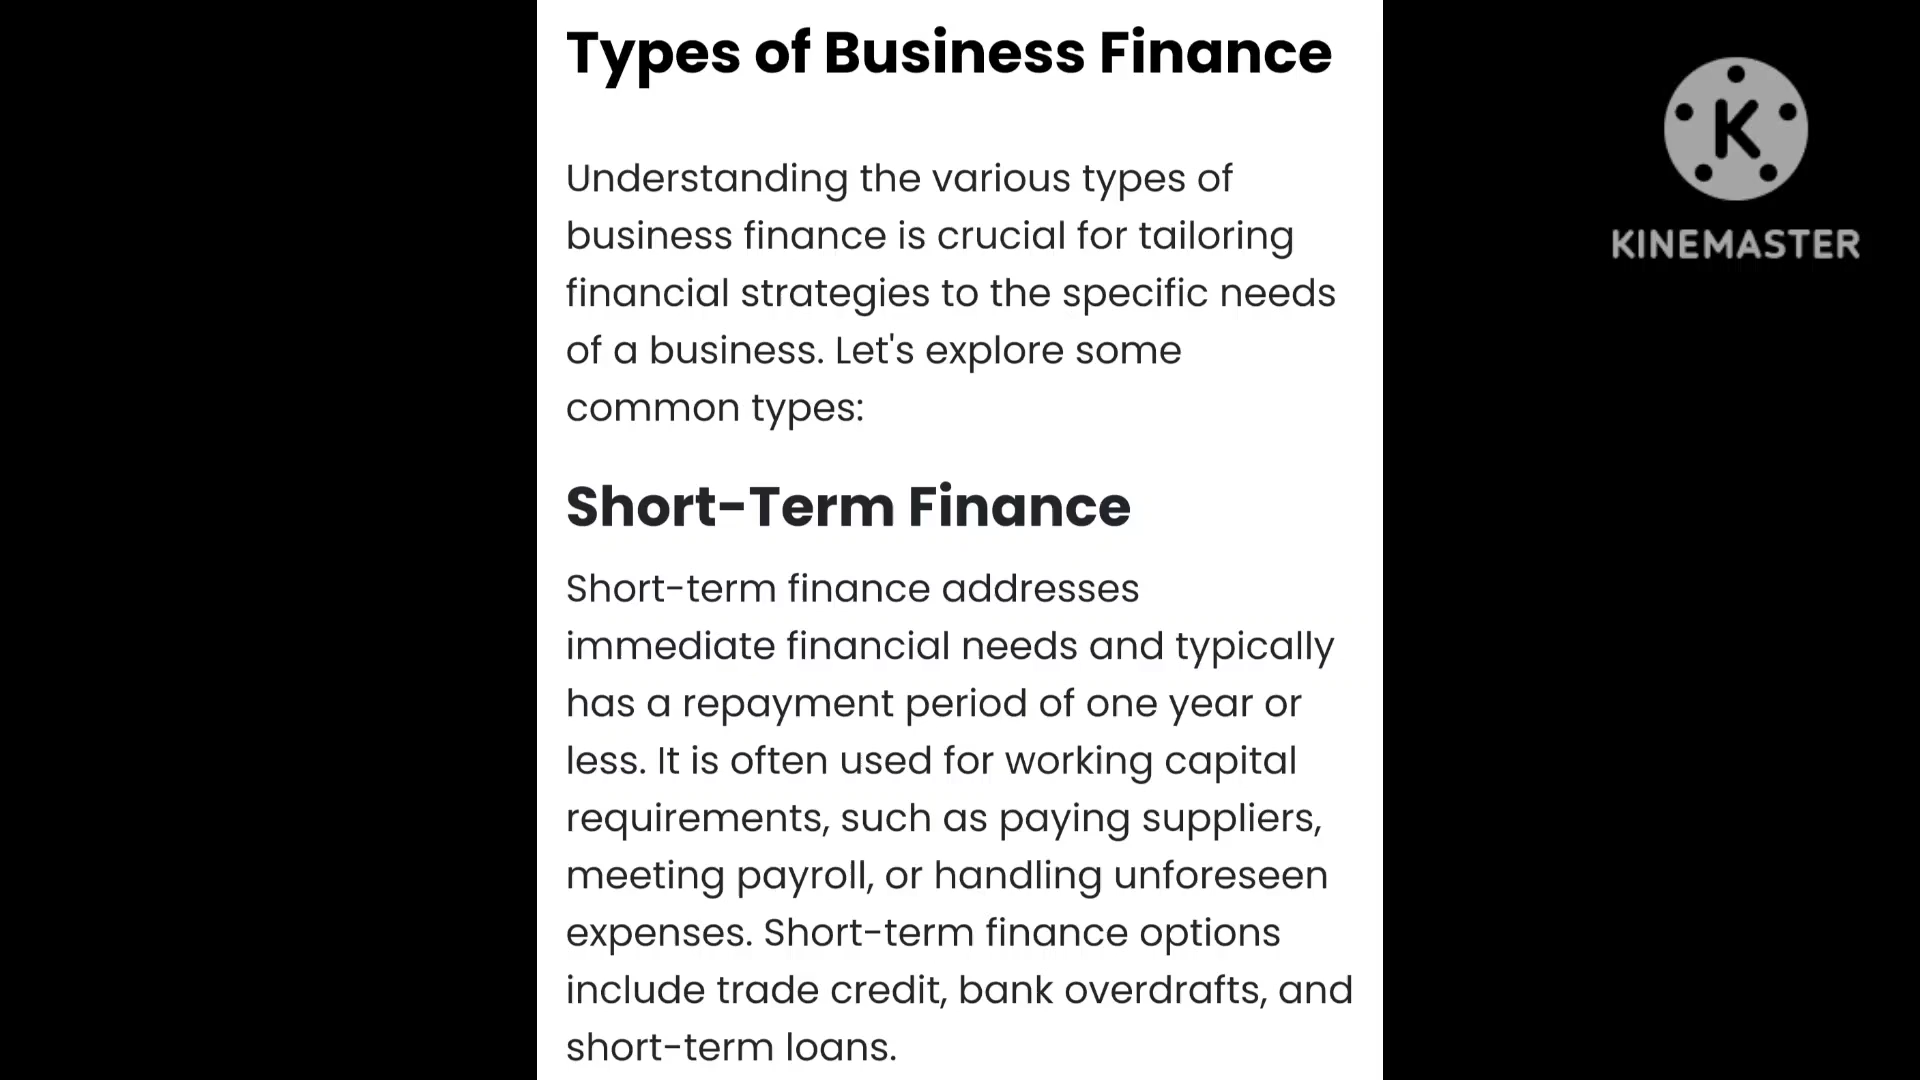 Types of Business Finance
Understanding the various types of
business finance is crucial for tailoring
financial strategies to the specific needs
of a business. Let's explore some
common types:
Short-Term Finance
Short-term finance addresses
immediate financial needs and typically
has a repayment period of one year or
less. It is often used for working capital
requirements, such as paying suppliers,
meeting payroll, or handling unforeseen
expenses. Short-term finance options
include trade credit, bank overdrafts, and
short-term loans.
K
KINEMASTER